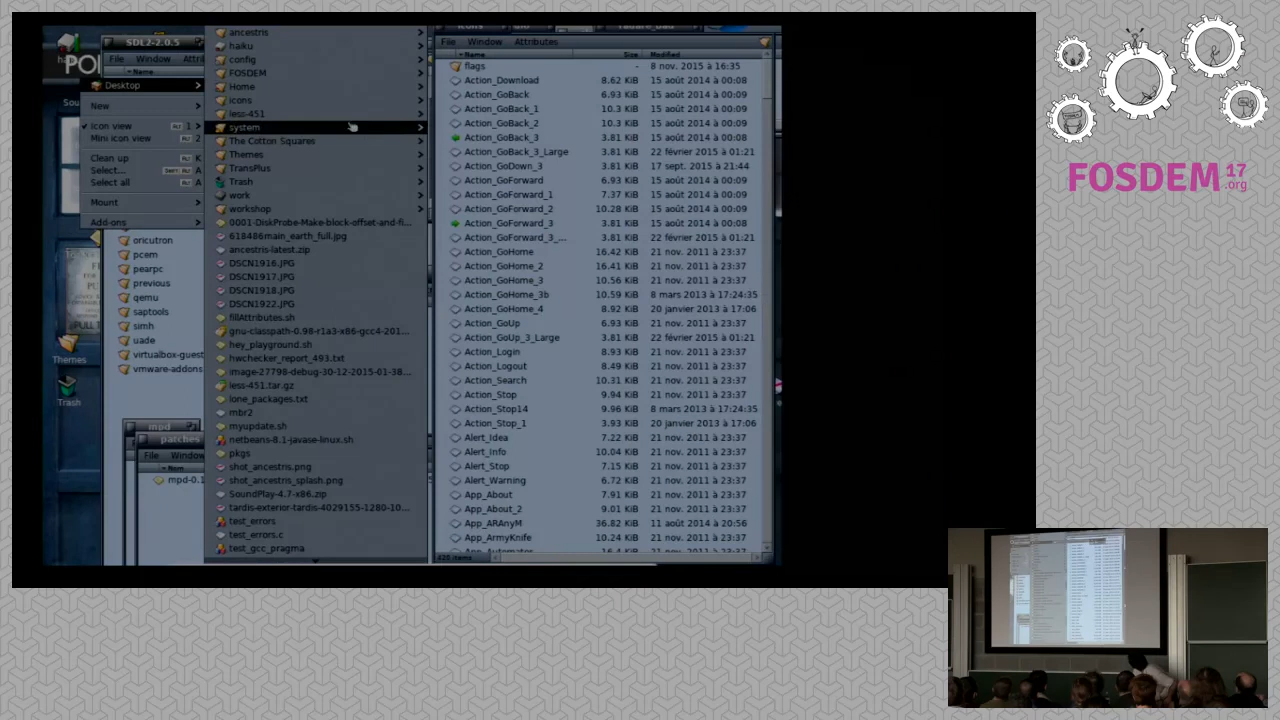 SDL2-2.0.5
File Window Attri
Name
Desktop
New
Icon view 1
Mini icon view 2
Clean up K
Select... A
Select all A
Mount
Add-ons
oricutron
pcem
pearpc
previous
qemu
saptools
simh
uade
virtualbox-guest
vmware-addons
Themes
Trash
mpd
patches
File Window
mpd-0.1
ancestris
haiku
config
FOSDEM
Home
icons
less-451
system
The Cotton Squares
Themes
TransPlus
Trash
work
workshop
0001-DiskProbe-Make-block-offset-and-fi...
618486main_earth_full.jpg
ancestris-latest.zip
DSCN1916.JPG
DSCN1917.JPG
DSCN1918.JPG
DSCN1922.JPG
fillAttributes.sh
gnu-classpath-0.98-r1a3-x86-gcc4-201...
hey_playground.sh
hwchecker_report_493.txt
image-27798-debug-30-12-2015-01-38...
less-451.tar.gz
lone_packages.txt
mbr2
myupdate.sh
netbeans-8.1-javase-linux.sh
pkgs
shot_ancestris.png
shot_ancestris_splash.png
SoundPlay-4.7-x86.zip
tardis-exterior-tardis-4029155-1280-10...
test_errors
test_errors.c
test_gcc_pragma
File Window Attributes
Name Size Modified
flags - 8 nov. 2015 à 16:35
Action_Download 8.62 KiB 15 août 2014 à 00:08
Action_GoBack 6.93 KiB 15 août 2014 à 00:09
Action_GoBack_1 10.3 KiB 15 août 2014 à 00:09
Action_GoBack_2 10.3 KiB 15 août 2014 à 00:09
Action_GoBack_3 3.81 KiB 15 août 2014 à 00:08
Action_GoBack_3_Large 3.81 KiB 22 février 2015 à 01:21
Action_GoDown_3 3.81 KiB 17 sept. 2015 à 21:44
Action_GoForward 6.93 KiB 15 août 2014 à 00:09
Action_GoForward_1 7.37 KiB 15 août 2014 à 00:09
Action_GoForward_2 10.28 KiB 15 août 2014 à 00:09
Action_GoForward_3 3.81 KiB 15 août 2014 à 00:08
Action_GoForward_3_... 3.81 KiB 22 février 2015 à 01:21
Action_GoHome 16.42 KiB 21 nov. 2011 à 23:37
Action_GoHome_2 16.41 KiB 21 nov. 2011 à 23:37
Action_GoHome_3 10.56 KiB 21 nov. 2011 à 23:37
Action_GoHome_3b 10.59 KiB 8 mars 2013 à 17:24:35
Action_GoHome_4 8.92 KiB 20 janvier 2013 à 17:06
Action_GoUp 6.93 KiB 21 nov. 2011 à 23:37
Action_GoUp_3_Large 3.81 KiB 22 février 2015 à 01:21
Action_Login 8.93 KiB 21 nov. 2011 à 23:37
Action_Logout 8.49 KiB 21 nov. 2011 à 23:37
Action_Search 10.31 KiB 21 nov. 2011 à 23:37
Action_Stop 9.94 KiB 21 nov. 2011 à 23:37
Action_Stop14 9.96 KiB 8 mars 2013 à 17:24:35
Action_Stop_1 3.93 KiB 20 janvier 2013 à 17:06
Alert_Idea 7.22 KiB 21 nov. 2011 à 23:37
Alert_Info 10.04 KiB 21 nov. 2011 à 23:37
Alert_Stop 7.15 KiB 21 nov. 2011 à 23:37
Alert_Warning 6.72 KiB 21 nov. 2011 à 23:37
App_About 7.91 KiB 21 nov. 2011 à 23:37
App_About_2 9.01 KiB 21 nov. 2011 à 23:37
App_ARAnyM 36.82 KiB 11 août 2014 à 20:56
App_ArmyKnife 10.24 KiB 21 nov. 2011 à 23:37
FOSDEM 17
.org